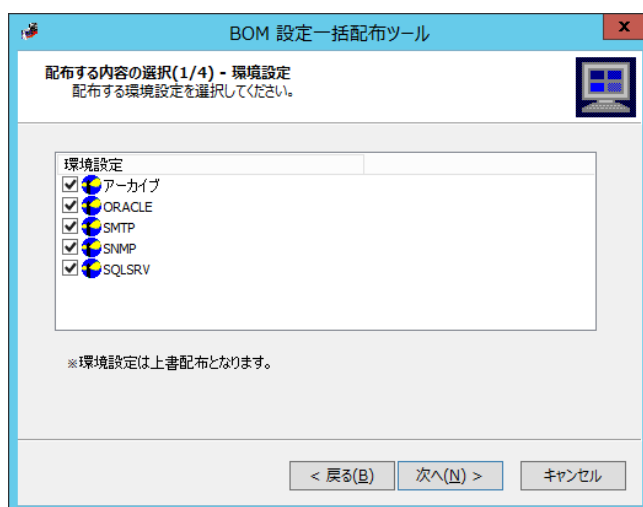 BOM 設定一括配布ツール
x
配布する内容の選択(1/4) - 環境設定
配布する環境設定を選択してください。
環境設定
アーカイブ
ORACLE
SMTP
SNMP
SQLSRV
※環境設定は上書配布となります。
< 戻る(B) 次へ(N) > キャンセル